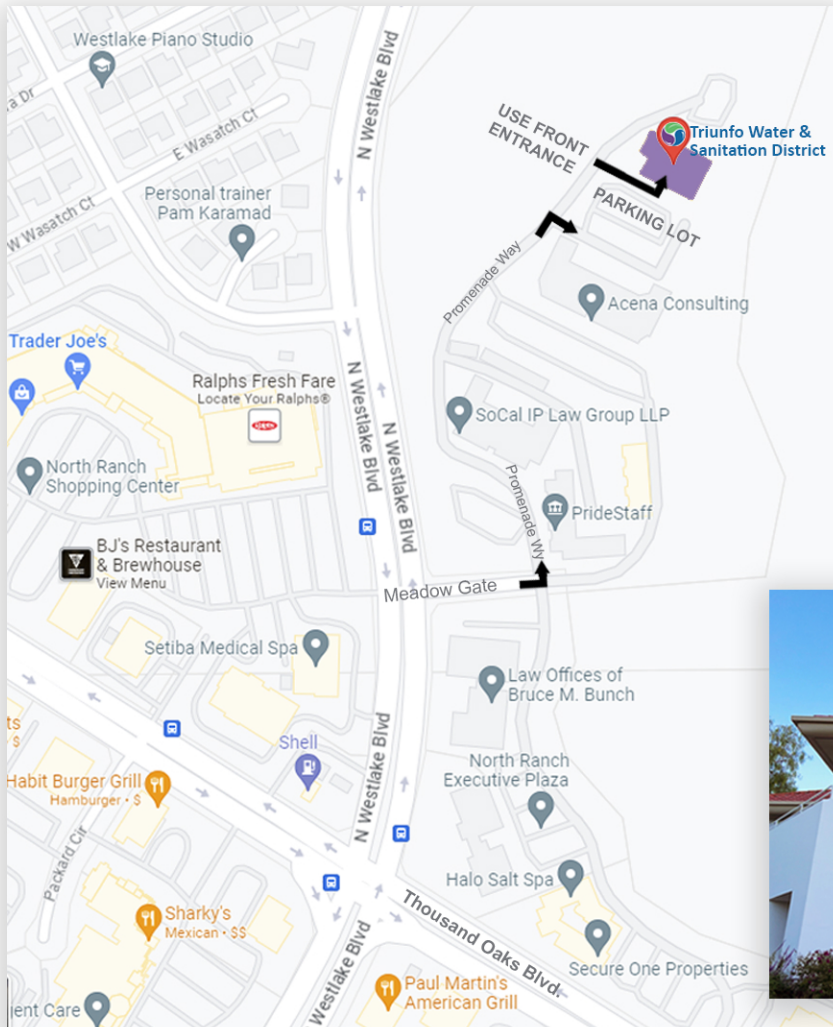 Westlake Piano Studio
N Westlake Blvd
a Dr
E Wasatch Ct
USE FRONT
ENTRANCE
Triunfo Water &
Sanitation District
W Wasatch Ct
Personal trainer
Pam Karamad
PARKING LOT
Promenade Way
Acena Consulting
Trader Joe's
Ralphs Fresh Fare
Locate Your Ralphs®
Ralphs
N Westlake Blvd
N Westlake Blvd
SoCal IP Law Group LLP
North Ranch
Shopping Center
Promenade Wy
PrideStaff
BJ's Restaurant
& Brewhouse
View Menu
Meadow Gate
Setiba Medical Spa
Law Offices of
Bruce M. Bunch
ts
$
Shell
N Westlake Blvd
North Ranch
Executive Plaza
Habit Burger Grill
Hamburger • $
Packard Cir
Halo Salt Spa
Thousand Oaks Blvd.
Sharky's
Mexican • $$
Westlake Blvd
Secure One Properties
Paul Martin's
American Grill
gent Care